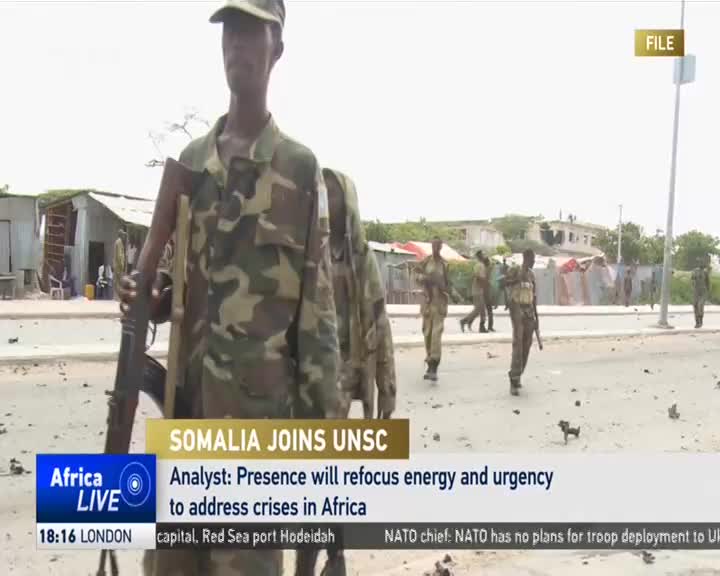 FILE
SOMALIA JOINS UNSC
Analyst: Presence will refocus energy and urgency
to address crises in Africa
Africa
LIVE
18:16 LONDON
capital, Red Sea port Hodeidah NATO chief: NATO has no plans for troop deployment to